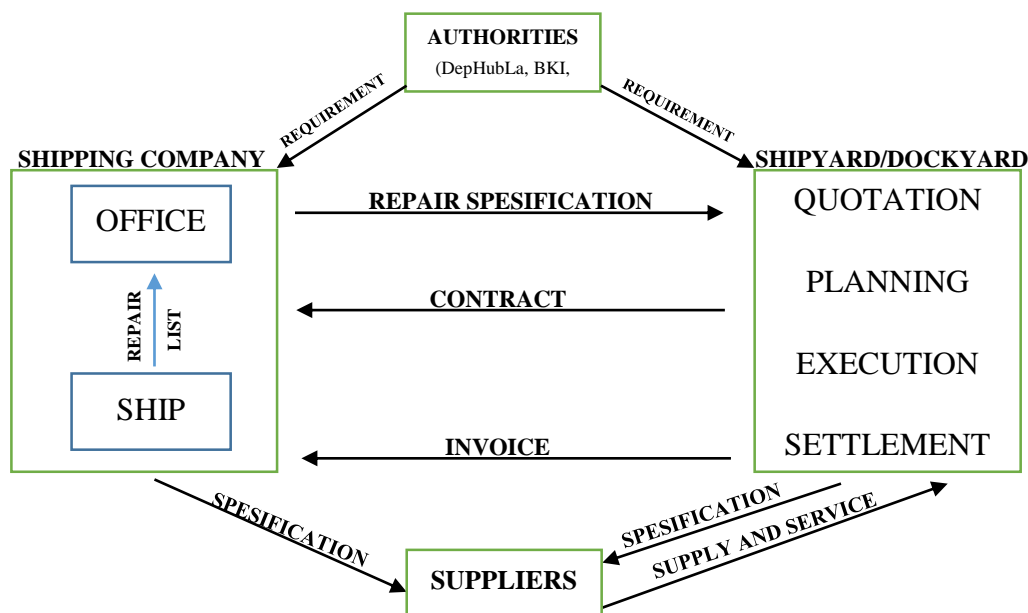 AUTHORITIES
(DepHubLa, BKI,
REQUIREMENT
REQUIREMENT
SHIPPING COMPANY
SHIPYARD/DOCKYARD
OFFICE
REPAIR
LIST
SHIP
REPAIR SPESIFICATION
CONTRACT
INVOICE
QUOTATION
PLANNING
EXECUTION
SETTLEMENT
SPESIFICATION
SPESIFICATION
SUPPLY AND SERVICE
SUPPLIERS